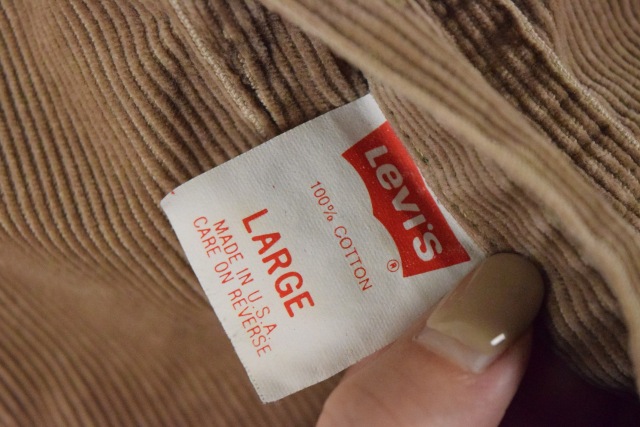 Levi's
®
100% COTTON
LARGE
MADE IN U.S.A.
CARE ON REVERSE